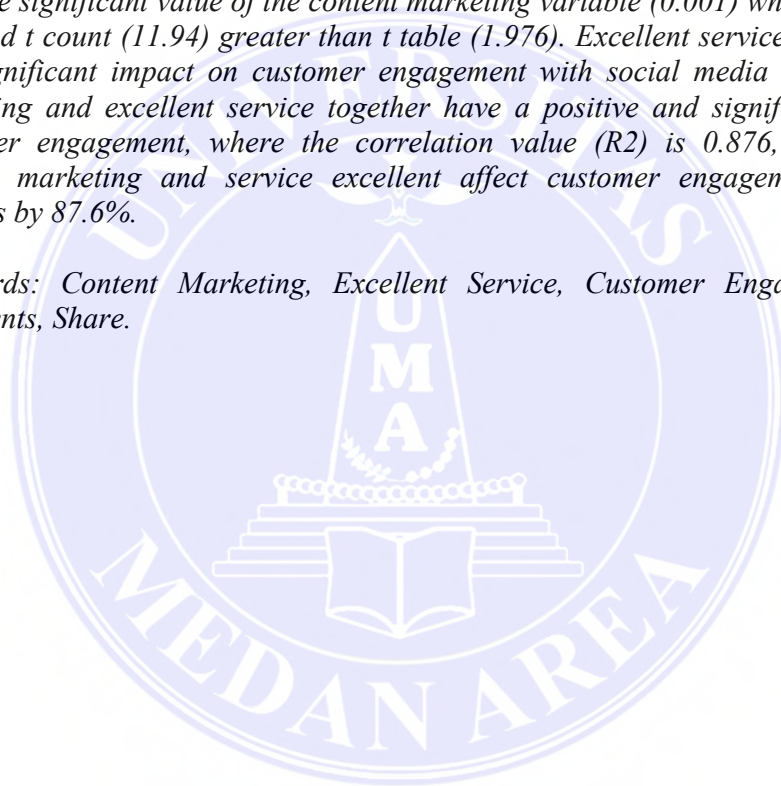 e significant value of the content marketing variable (0.001) wh
d t count (11.94) greater than t table (1.976). Excellent service
gnificant impact on customer engagement with social media
ing and excellent service together have a positive and signif
er engagement, where the correlation value (R2) is 0.876,
marketing and service excellent affect customer engagem
s by 87.6%.
rds: Content Marketing, Excellent Service, Customer Enga
nts, Share.
UNIVERSITAS
UMA
MEDAN AREA